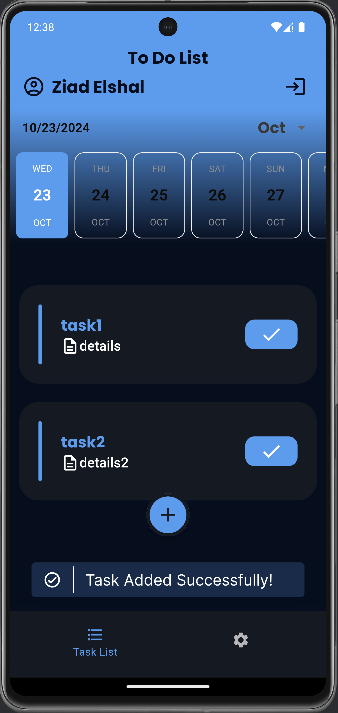 12:38
To Do List
Ziad Elshal
10/23/2024 Oct
WED THU FRI SAT SUN
23 24 25 26 27
OCT OCT OCT OCT OCT
task1
details
task2
details2
Task Added Successfully!
Task List